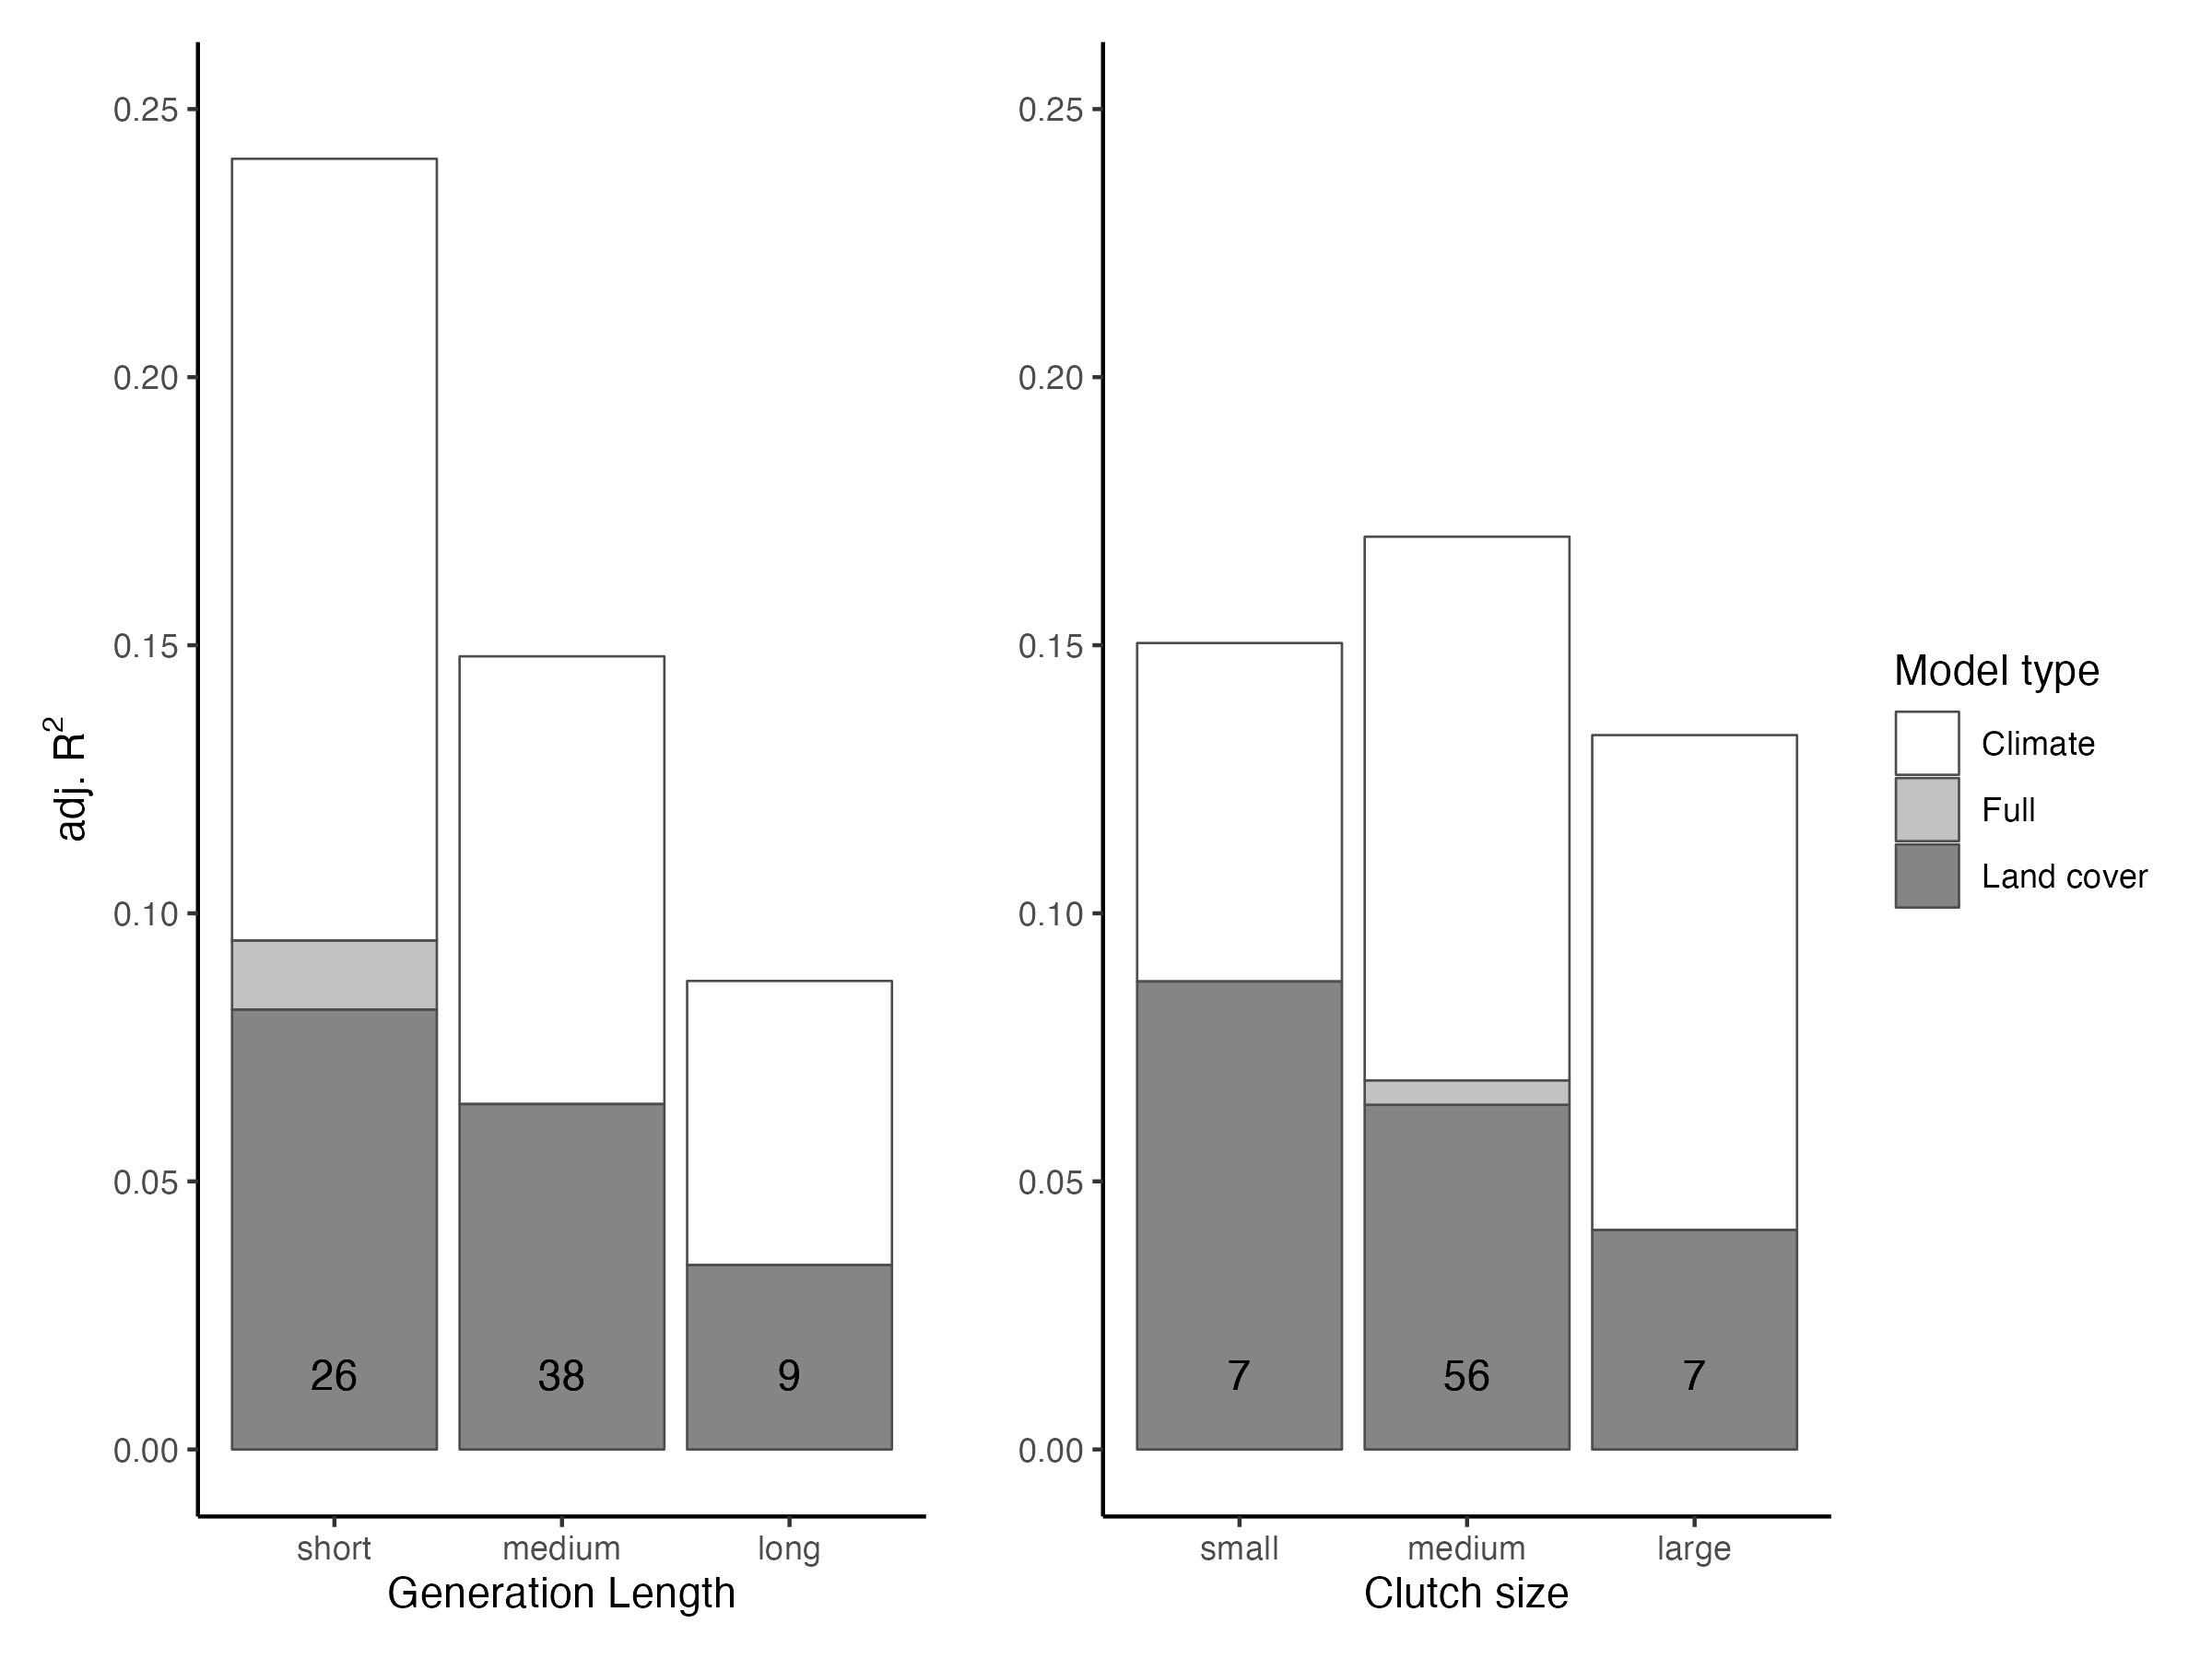 adj. R²
0.25
0.20
0.15
0.10
0.05
0.00
26
38
9
short medium long
Generation Length
0.25
0.20
0.15
0.10
0.05
0.00
7
56
7
small medium large
Clutch size
Model type
Climate
Full
Land cover